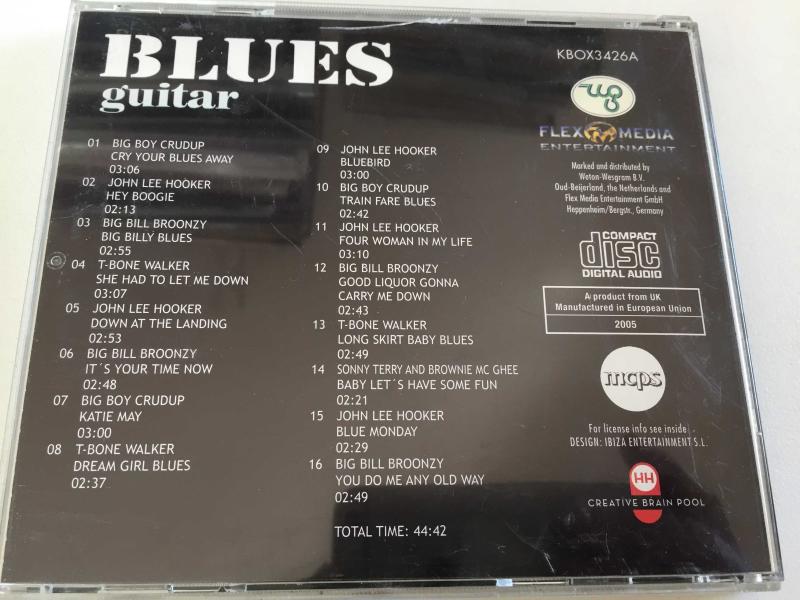 BLUES
guitar
01 BIG BOY CRUDUP
CRY YOUR BLUES AWAY
03:06
02 JOHN LEE HOOKER
HEY BOOGIE
02:13
03 BIG BILL BROONZY
BIG BILLY BLUES
02:55
04 T-BONE WALKER
SHE HAD TO LET ME DOWN
03:07
05 JOHN LEE HOOKER
DOWN AT THE LANDING
02:53
06 BIG BILL BROONZY
IT´S YOUR TIME NOW
02:48
07 BIG BOY CRUDUP
KATIE MAY
03:00
08 T-BONE WALKER
DREAM GIRL BLUES
02:37
09 JOHN LEE HOOKER
BLUEBIRD
03:00
10 BIG BOY CRUDUP
TRAIN FARE BLUES
02:42
11 JOHN LEE HOOKER
FOUR WOMAN IN MY LIFE
03:10
12 BIG BILL BROONZY
GOOD LIQUOR GONNA
CARRY ME DOWN
02:43
13 T-BONE WALKER
LONG SKIRT BABY BLUES
02:49
14 SONNY TERRY AND BROWNIE MC GHEE
BABY LET´S HAVE SOME FUN
02:21
15 JOHN LEE HOOKER
BLUE MONDAY
02:29
16 BIG BILL BROONZY
YOU DO ME ANY OLD WAY
02:49
TOTAL TIME: 44:42
KBOX3426A
FLEX MEDIA
ENTERTAINMENT
Marked and distributed by
Weton-Wesgram B.V.
Oud-Beijerland, the Netherlands and
Flex Media Entertainment GmbH
Heppenheim/Bergstr., Germany
COMPACT
disc
DIGITAL AUDIO
A product from UK
Manufactured in European Union
2005
mcps
For license info see inside
DESIGN: IBIZA ENTERTAINMENT S.L.
HH
CREATIVE BRAIN POOL